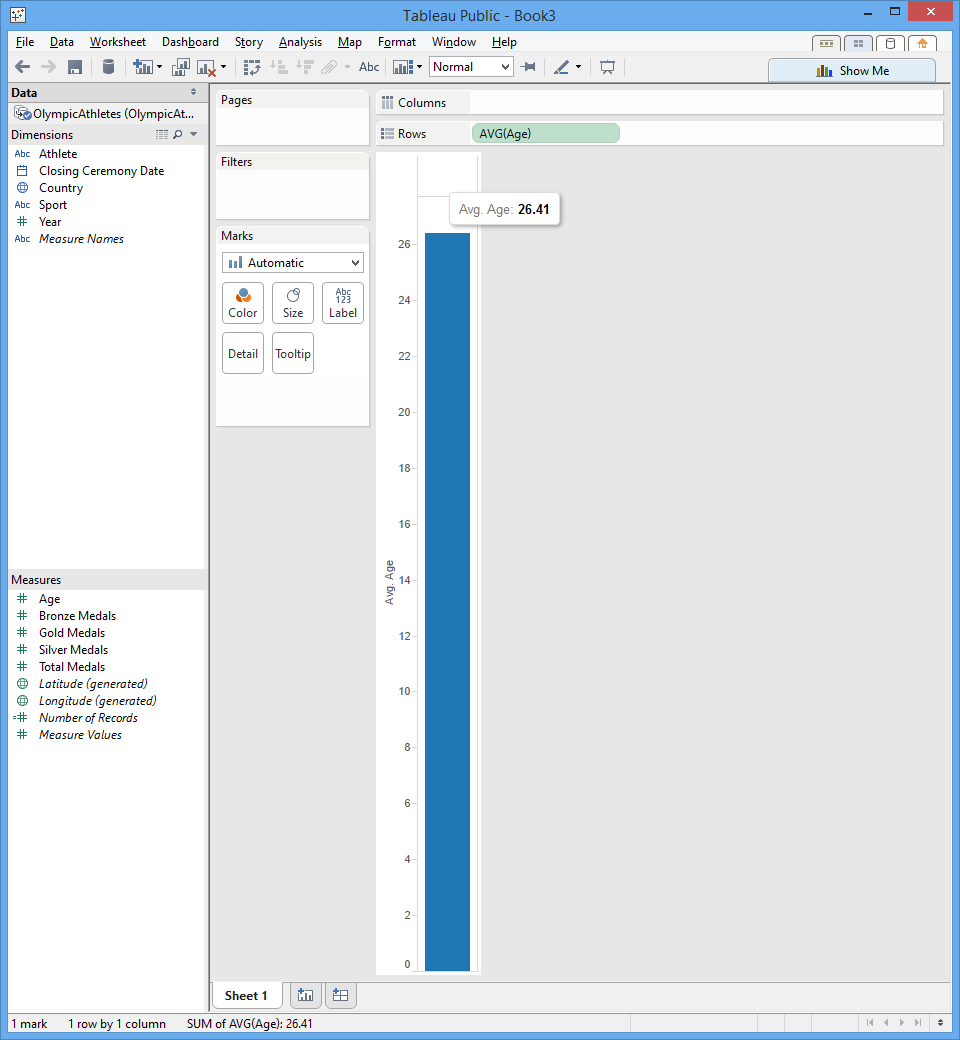 Tableau Public - Book3
File Data Worksheet Dashboard Story Analysis Map Format Window Help
Abc Normal
Show Me
Data
OlympicAthletes (OlympicAt...
Dimensions
Abc Athlete
Closing Ceremony Date
Country
Abc Sport
Year
Abc Measure Names
Measures
Age
Bronze Medals
Gold Medals
Silver Medals
Total Medals
Latitude (generated)
Longitude (generated)
Number of Records
Measure Values
Pages
Filters
Marks
Automatic
Color Size Abc 123 Label
Detail Tooltip
Columns
Rows AVG(Age)
Avg. Age: 26.41
26
24
22
20
18
16
14
12
10
8
6
4
2
0
Avg. Age
Sheet 1
1 mark 1 row by 1 column SUM of AVG(Age): 26.41